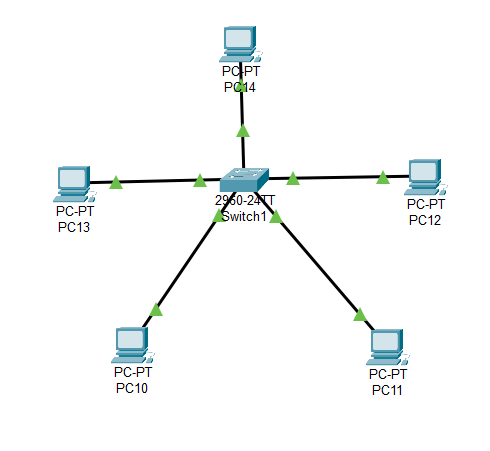 PC-PT
PC14
PC-PT
PC13
2960-24TT
Switch1
PC-PT
PC12
PC-PT
PC10
PC-PT
PC11